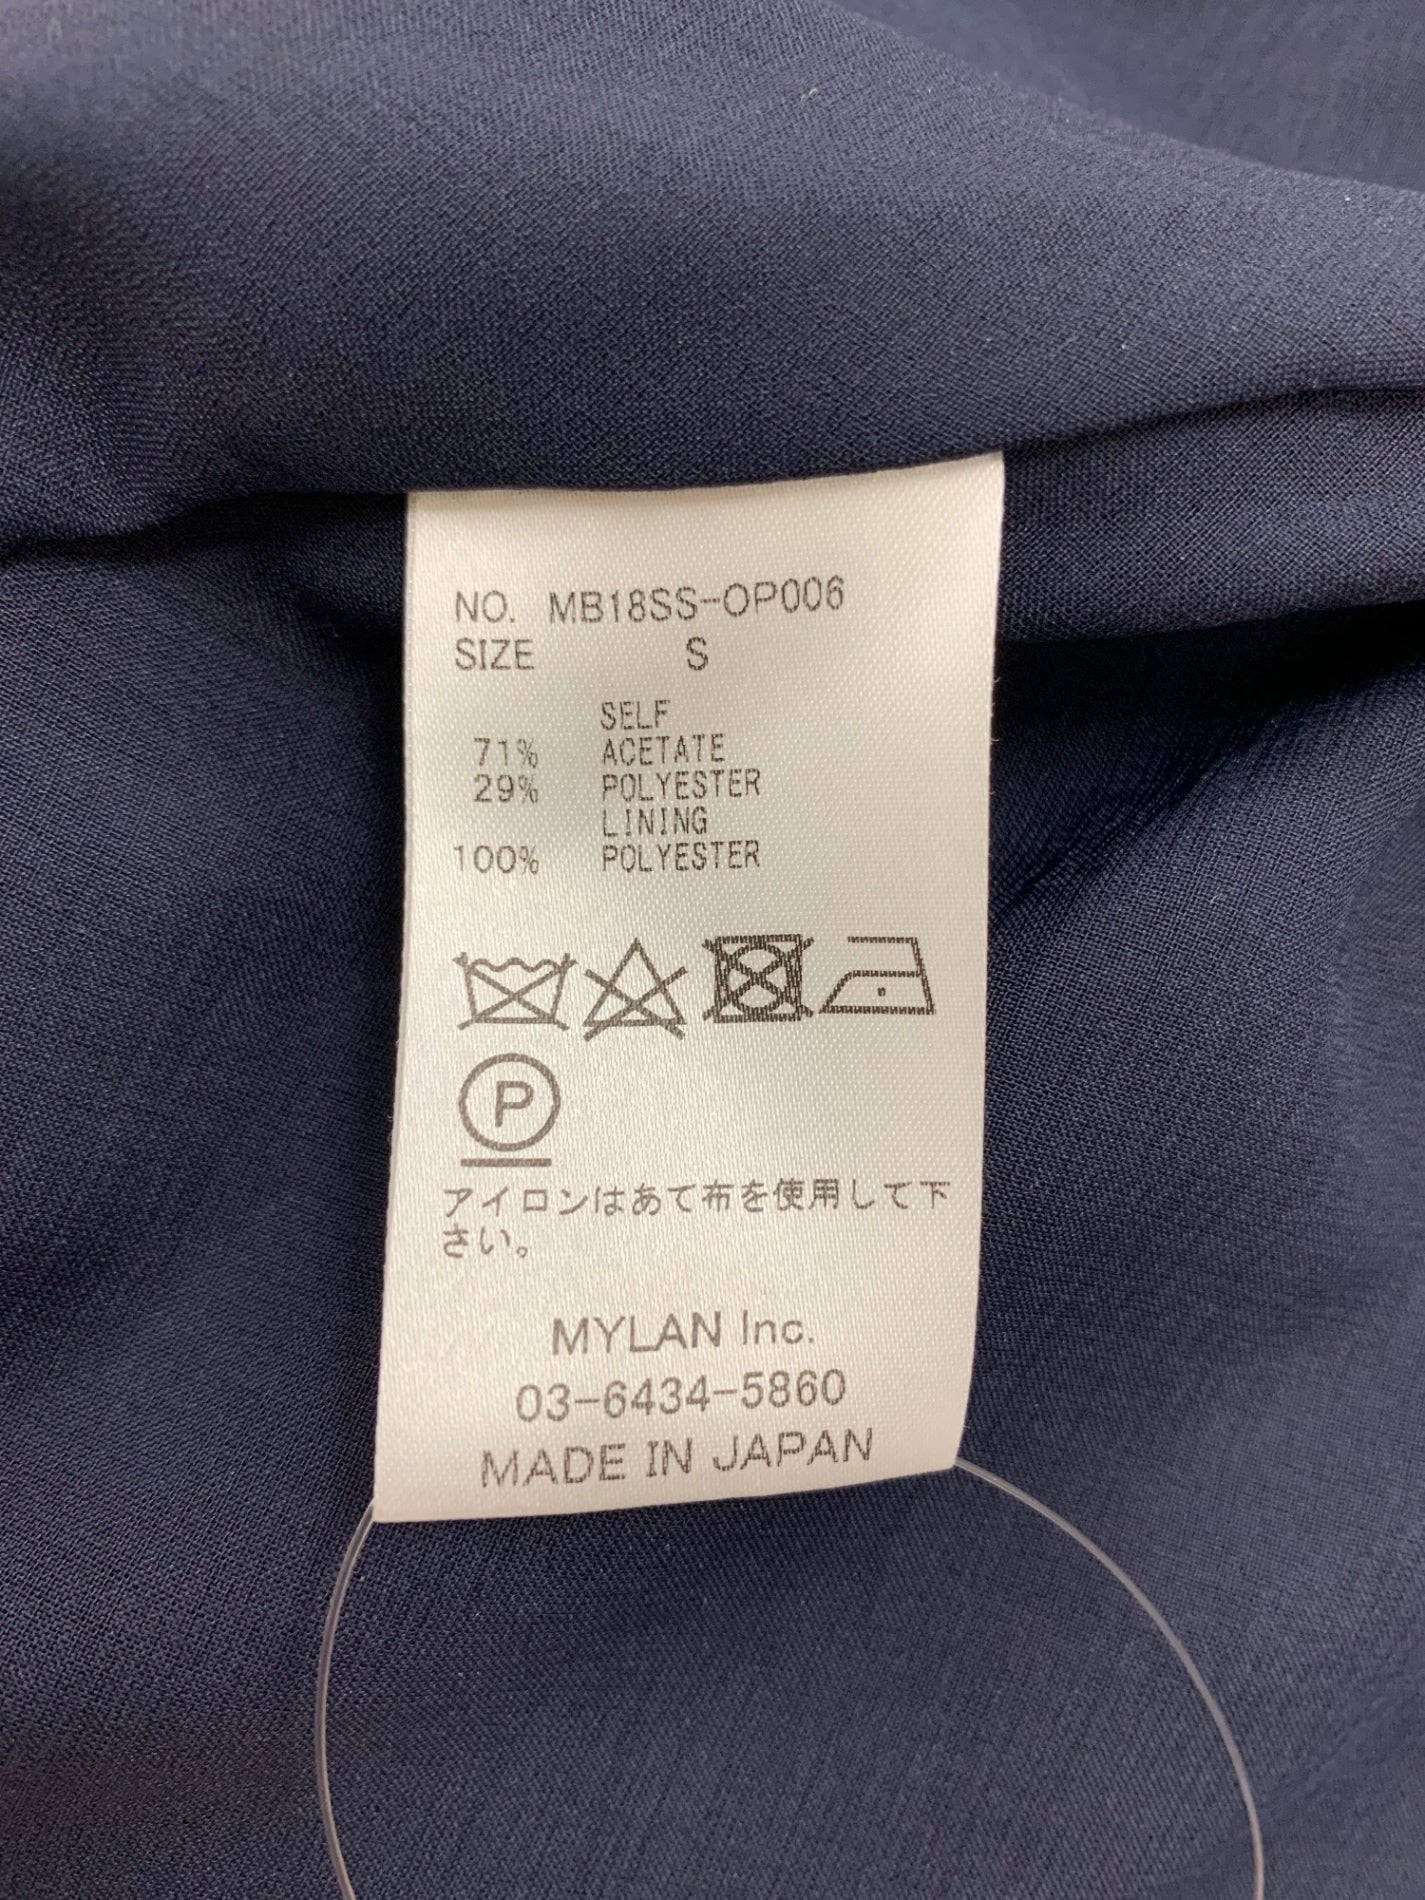 NO. MB18SS-OP006
SIZE S
SELF
71% ACETATE
29% POLYESTER
LINING
100% POLYESTER
P
アイロンはあて布を使用して下
さい。
MYLAN Inc.
03-6434-5860
MADE IN JAPAN